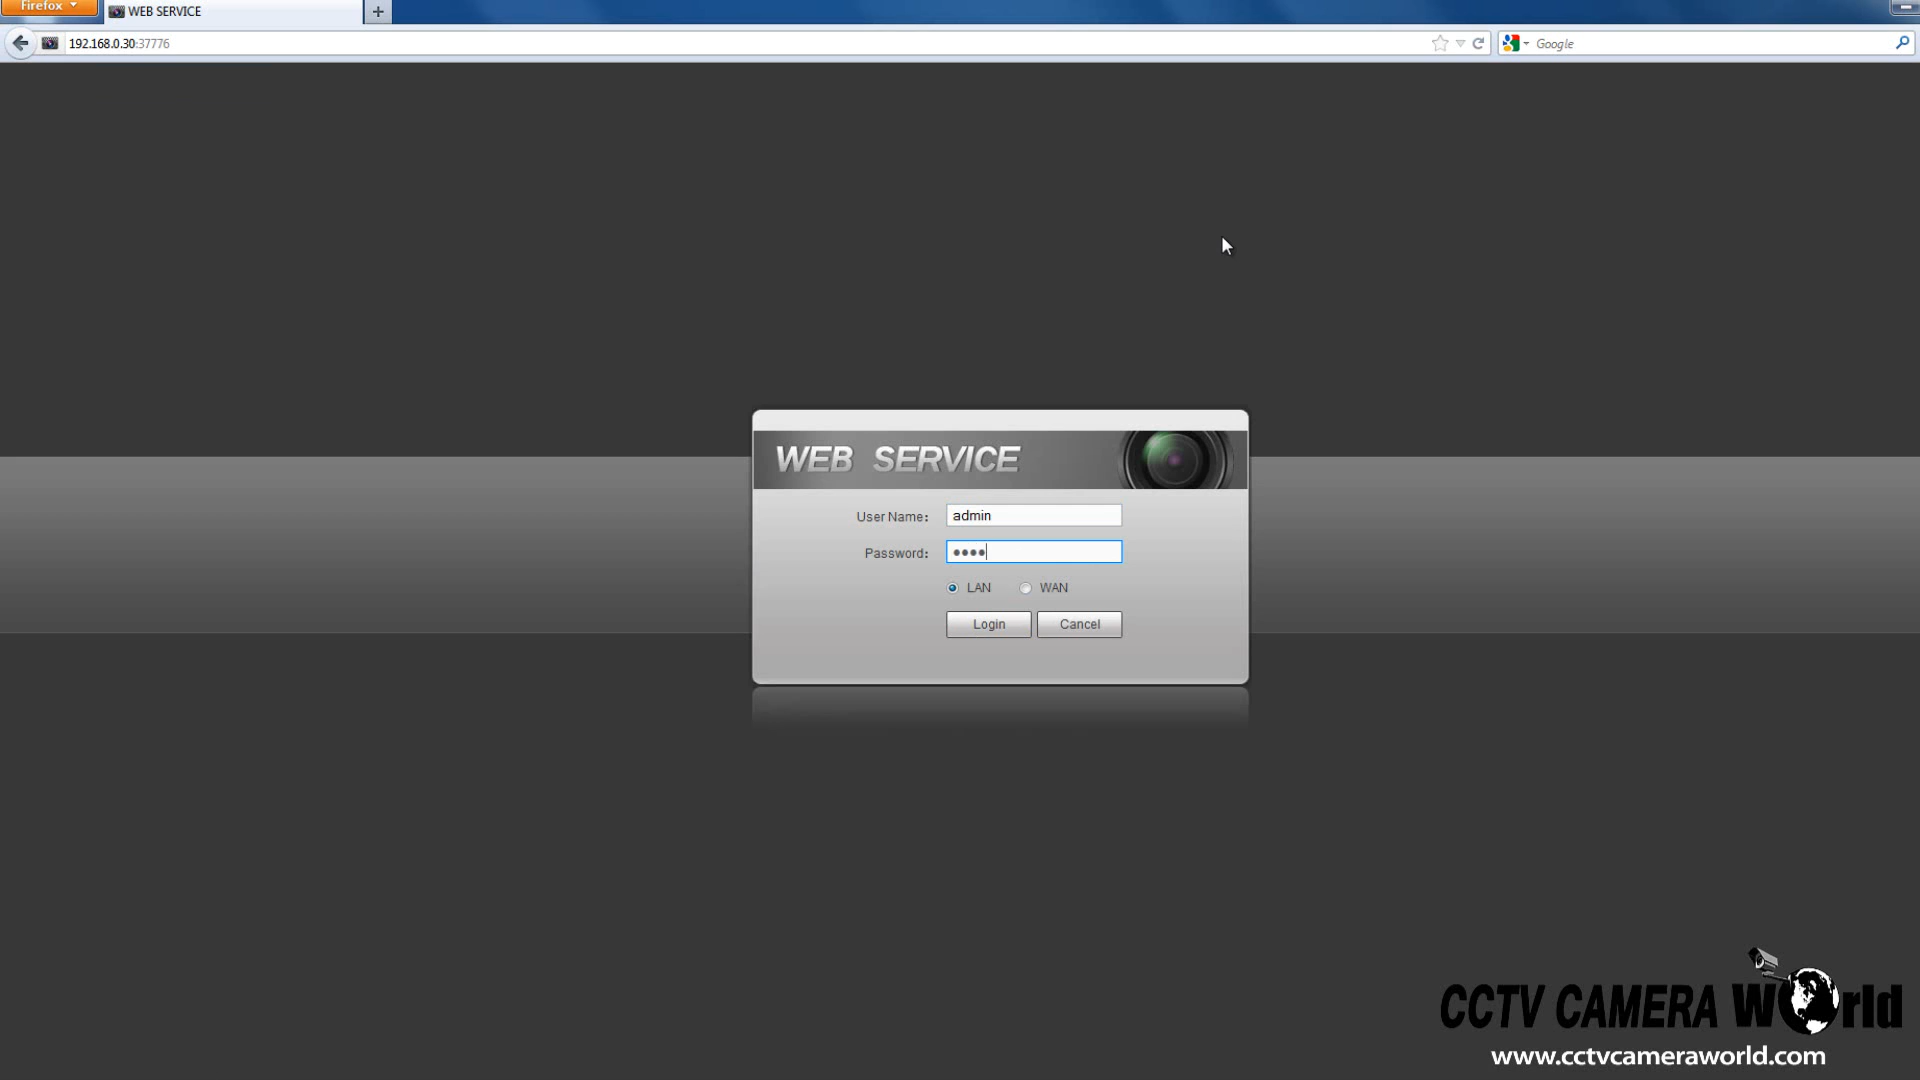 Firefox
WEB SERVICE
192.168.0.30:37776
Google
WEB SERVICE
User Name:
admin
Password:
LAN
WAN
Login
Cancel
CCTV CAMERA World
www.cctvcameraworld.com